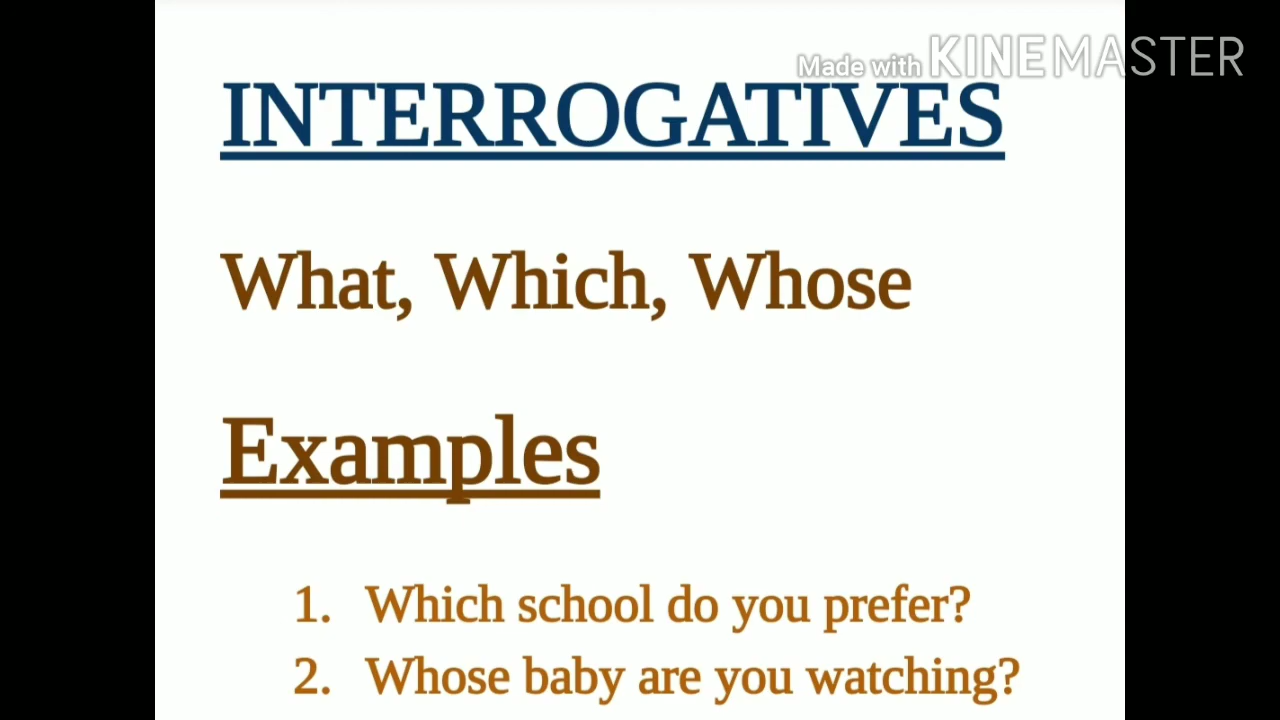 Made with KINEMASTER
INTERROGATIVES
What, Which, Whose
Examples
1. Which school do you prefer?
2. Whose baby are you watching?